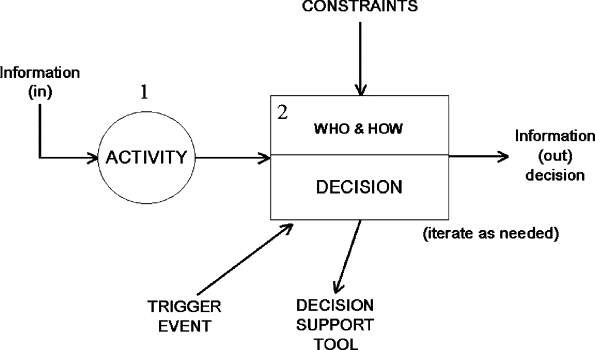 CONSTRAINTS
Information
(in)
1
2
WHO & HOW
ACTIVITY
DECISION
Information
(out)
decision
(iterate as needed)
TRIGGER
EVENT
DECISION
SUPPORT
TOOL